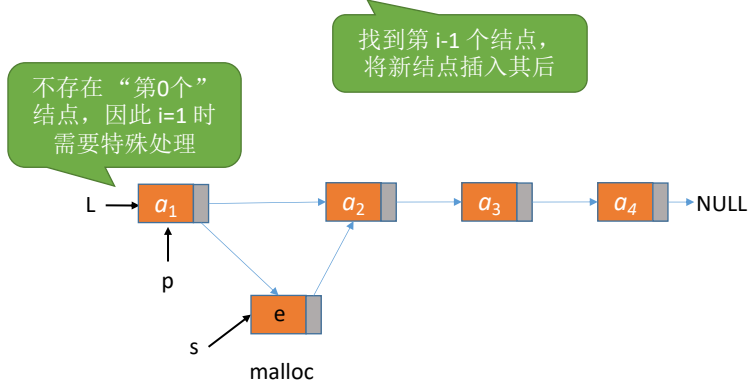 找到第 i-1 个结点，
将新结点插入其后
不存在 “第0个”
结点，因此 i=1 时
需要特殊处理
L a1 a2 a3 a4 NULL
p
e
s
malloc